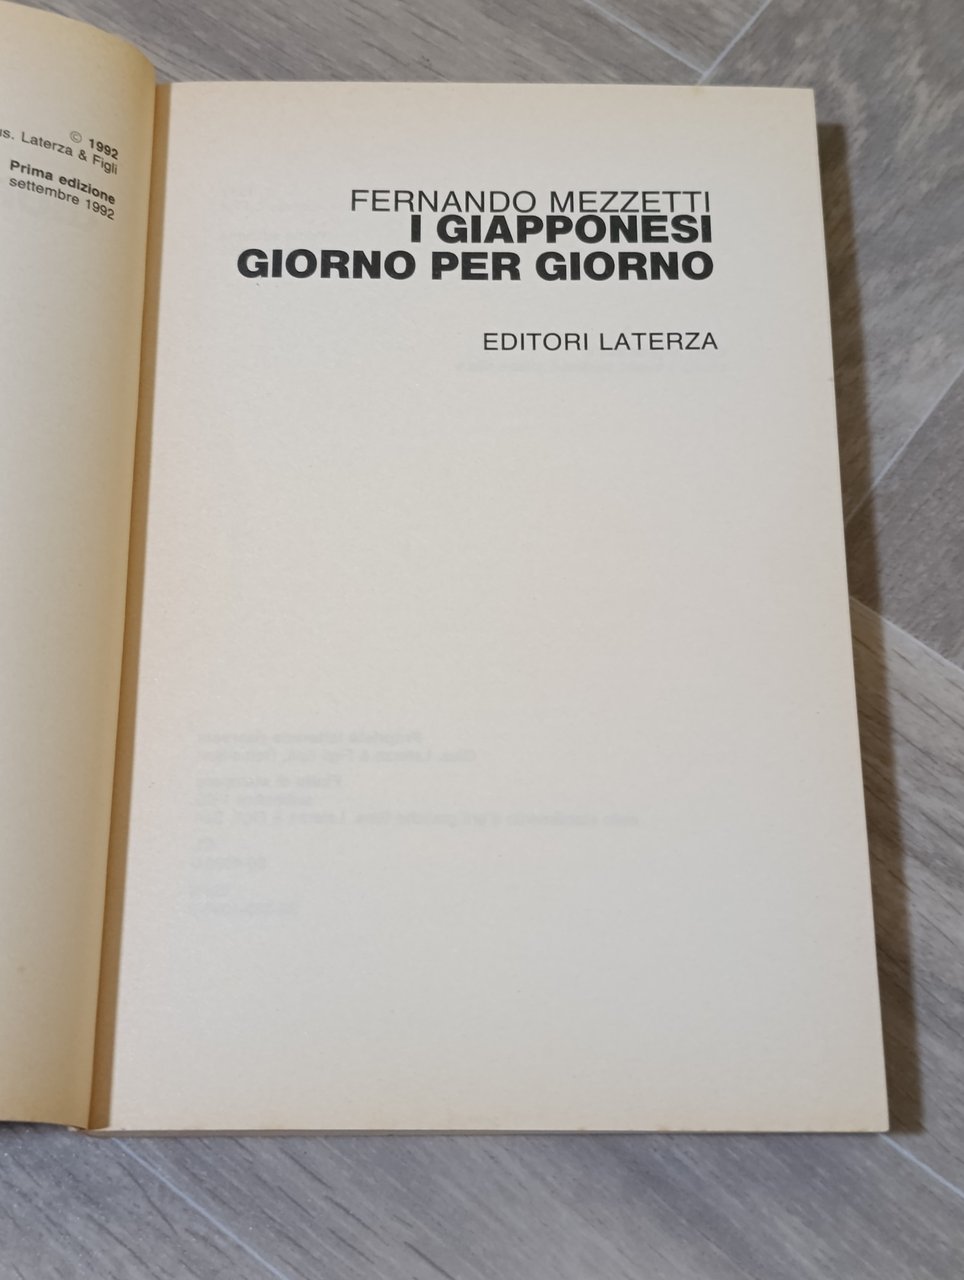 © 1992
Laterza & Figli
Prima edizione
settembre 1992
FERNANDO MEZZETTI
I GIAPPONESI
GIORNO PER GIORNO
EDITORI LATERZA